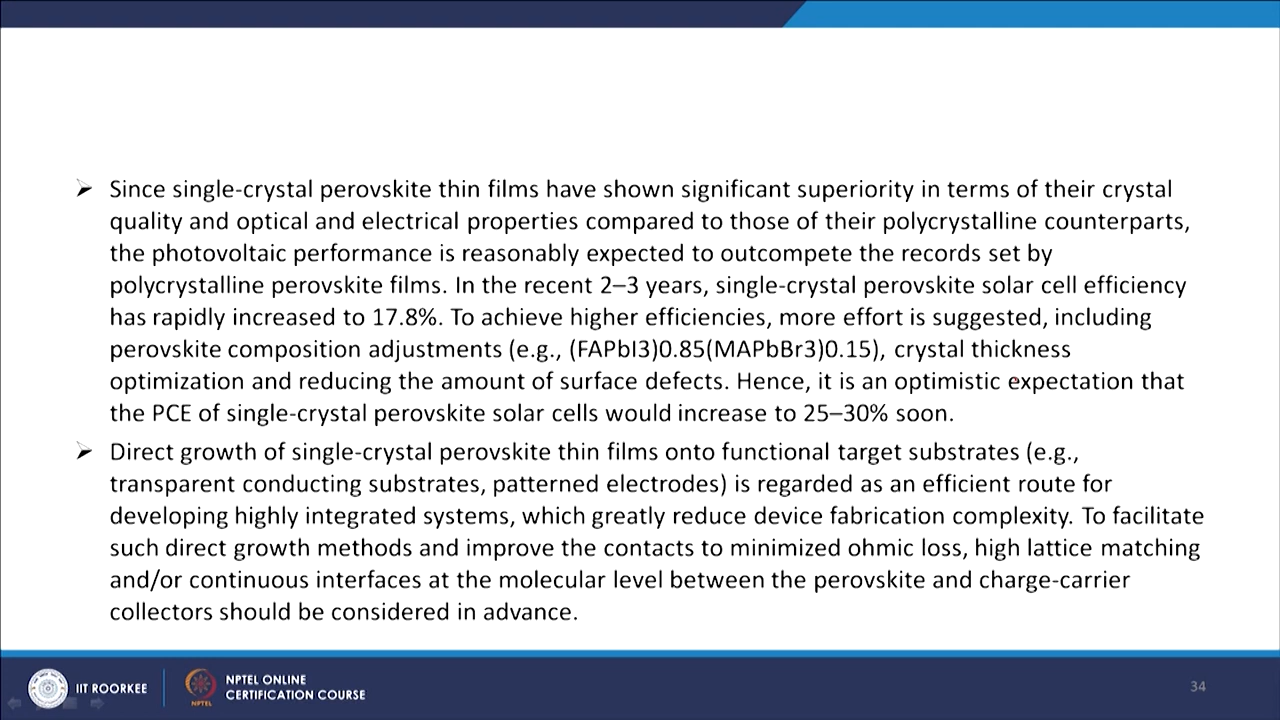 ➢ Since single-crystal perovskite thin films have shown significant superiority in terms of their crystal
quality and optical and electrical properties compared to those of their polycrystalline counterparts,
the photovoltaic performance is reasonably expected to outcompete the records set by
polycrystalline perovskite films. In the recent 2–3 years, single-crystal perovskite solar cell efficiency
has rapidly increased to 17.8%. To achieve higher efficiencies, more effort is suggested, including
perovskite composition adjustments (e.g., (FAPbI3)0.85(MAPbBr3)0.15), crystal thickness
optimization and reducing the amount of surface defects. Hence, it is an optimistic expectation that
the PCE of single-crystal perovskite solar cells would increase to 25–30% soon.
➢ Direct growth of single-crystal perovskite thin films onto functional target substrates (e.g.,
transparent conducting substrates, patterned electrodes) is regarded as an efficient route for
developing highly integrated systems, which greatly reduce device fabrication complexity. To facilitate
such direct growth methods and improve the contacts to minimized ohmic loss, high lattice matching
and/or continuous interfaces at the molecular level between the perovskite and charge-carrier
collectors should be considered in advance.
IIT ROORKEE
NPTEL
NPTEL ONLINE
CERTIFICATION COURSE
34